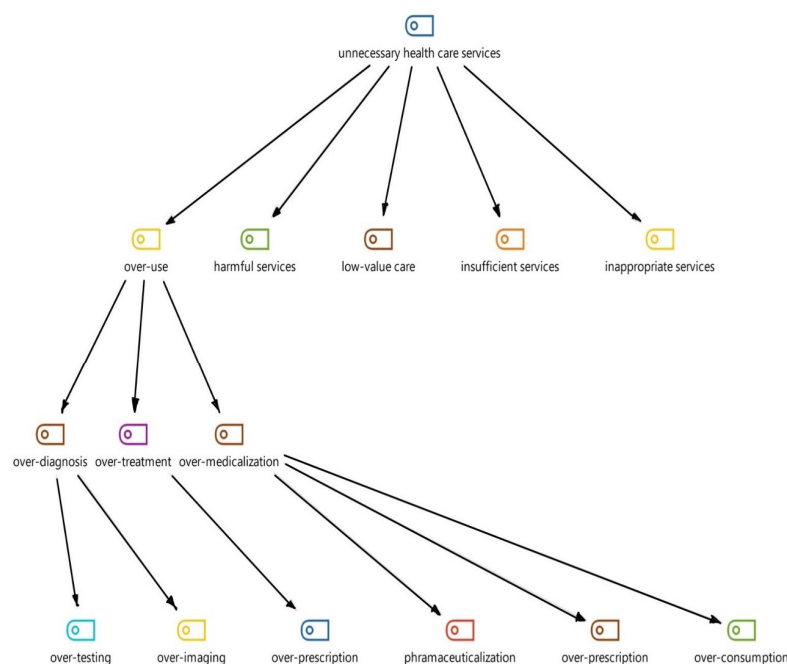 unnecessary health care services
over-use
harmful services
low-value care
insufficient services
inappropriate services
over-diagnosis
over-treatment
over-medicalization
over-testing
over-imaging
over-prescription
phramaceuticalization
over-prescription
over-consumption